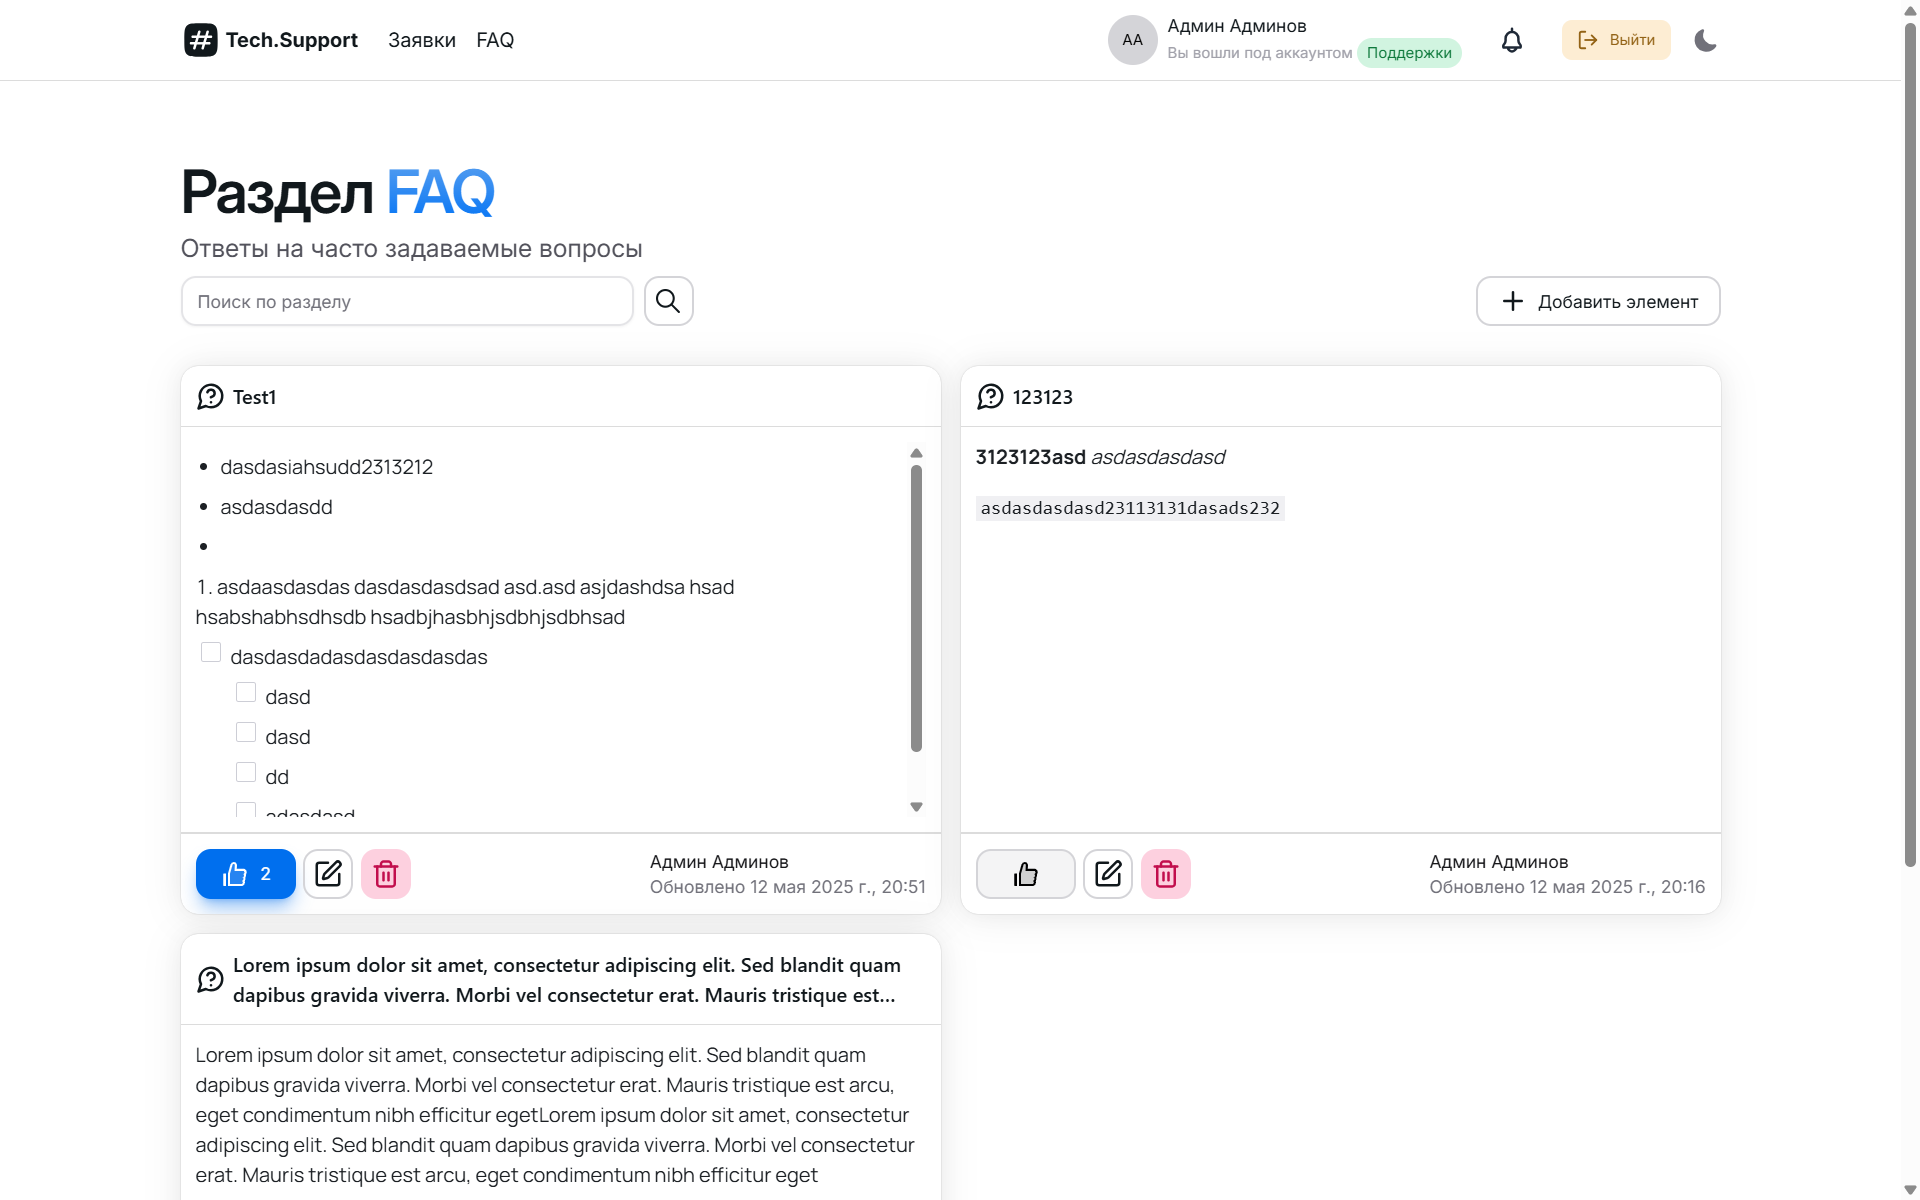 Tech.Support
Заявки
FAQ
АА
Админ Админов
Вы вошли под аккаунтом Поддержки
Выйти
Раздел FAQ
Ответы на часто задаваемые вопросы
Поиск по разделу
Добавить элемент
Test1
dasdasiahsudd2313212
asdasdasdd
1. asdaasdasdas dasdasdasdsad asd.asd asjdashdsa hsad
hsabshabhsdhsdb hsadbjhasbhjsdbhjsdbhsad
dasdasdadasdasdasdasdas
dasd
dasd
dd
adasdasd
2
Админ Админов
Обновлено 12 мая 2025 г., 20:51
123123
3123123asd asdasdasdasd
asdasdasdasd23113131dasads232
Админ Админов
Обновлено 12 мая 2025 г., 20:16
Lorem ipsum dolor sit amet, consectetur adipiscing elit. Sed blandit quam
dapibus gravida viverra. Morbi vel consectetur erat. Mauris tristique est...
Lorem ipsum dolor sit amet, consectetur adipiscing elit. Sed blandit quam
dapibus gravida viverra. Morbi vel consectetur erat. Mauris tristique est arcu,
eget condimentum nibh efficitur egetLorem ipsum dolor sit amet, consectetur
adipiscing elit. Sed blandit quam dapibus gravida viverra. Morbi vel consectetur
erat. Mauris tristique est arcu, eget condimentum nibh efficitur eget